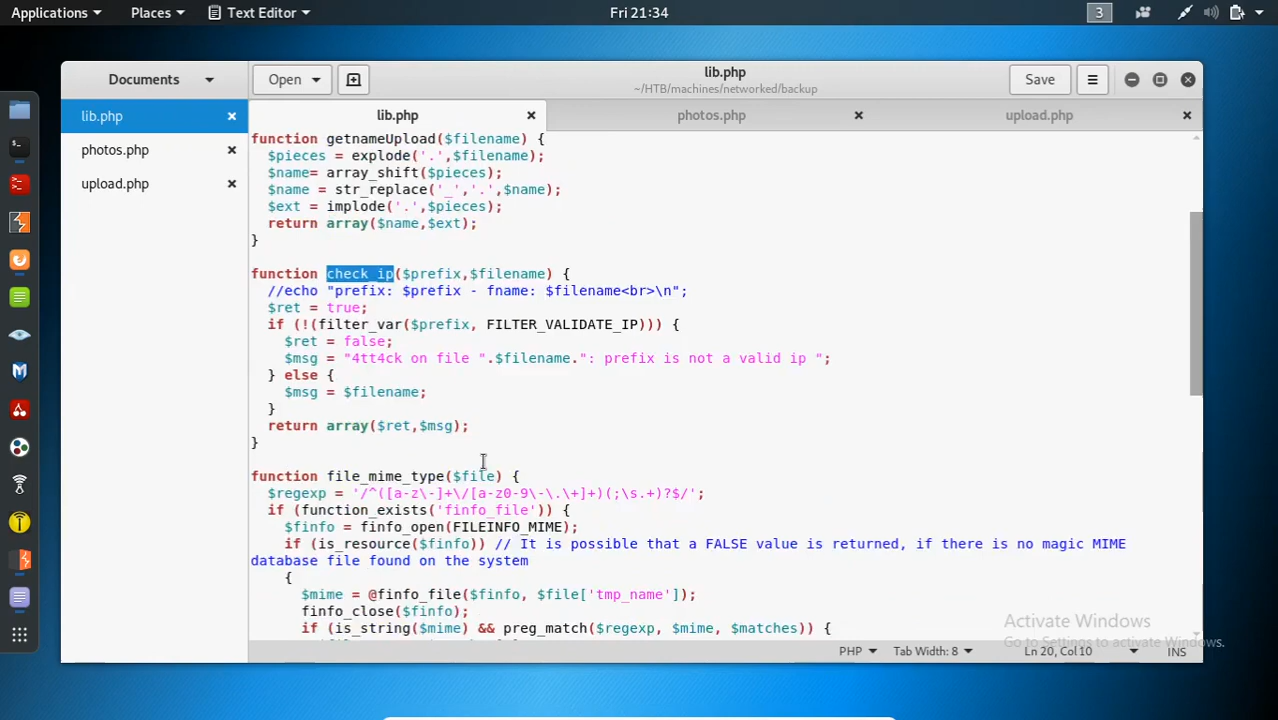 Applications Places Text Editor Fri 21:34 3
Documents Open lib.php Save
~/HTB/machines/networked/backup
lib.php lib.php photos.php upload.php
photos.php
upload.php
function getnameUpload($filename) {
$pieces = explode('.',$filename);
$name= array_shift($pieces);
$name = str_replace('_','.',$name);
$ext = implode('.',$pieces);
return array($name,$ext);
}
function check_ip($prefix,$filename) {
//echo "prefix: $prefix - fname: $filename<br>\n";
$ret = true;
if (!(filter_var($prefix, FILTER_VALIDATE_IP))) {
$ret = false;
$msg = "4tt4ck on file ".$filename.": prefix is not a valid ip ";
} else {
$msg = $filename;
}
return array($ret,$msg);
}
function file_mime_type($file) {
$regexp = '/^([a-z\-]+\/[a-z0-9\-\.\+]+)(;\s.+)?$/';
if (function_exists('finfo_file')) {
$finfo = finfo_open(FILEINFO_MIME);
if (is_resource($finfo)) // It is possible that a FALSE value is returned, if there is no magic MIME
database file found on the system
{
$mime = @finfo_file($finfo, $file['tmp_name']);
finfo_close($finfo);
if (is_string($mime) && preg_match($regexp, $mime, $matches)) {
Activate Windows
Go to Settings to activate Windows.
PHP Tab Width: 8 Ln 20, Col 10 INS